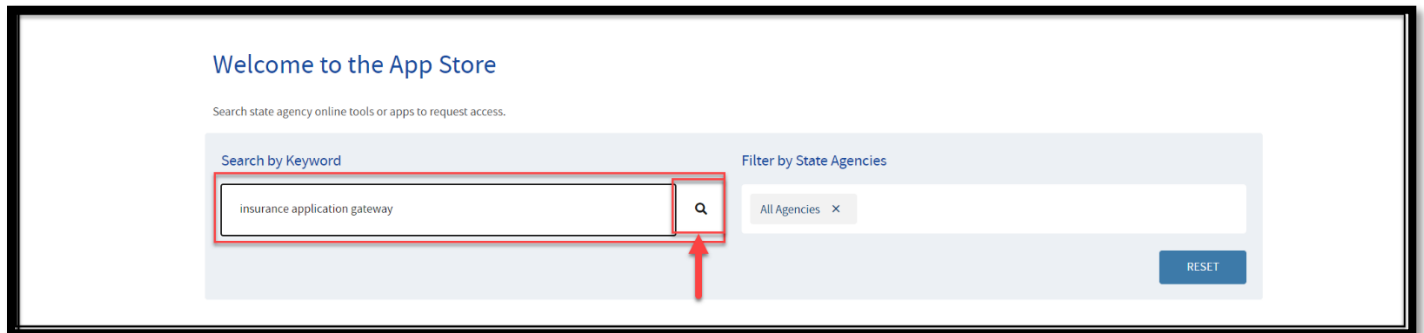 Welcome to the App Store
Search state agency online tools or apps to request access.
Search by Keyword
insurance application gateway
Filter by State Agencies
All Agencies ×
RESET